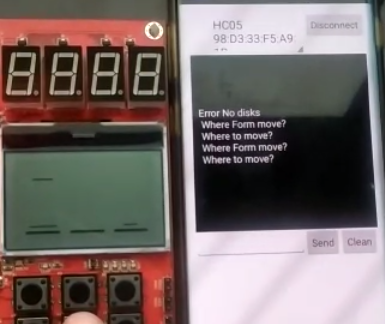 HC05
Disconnect
98:D3:33:F5:A9:
Error No disks
Where Form move?
Where to move?
Where Form move?
Where to move?
Send
Clean